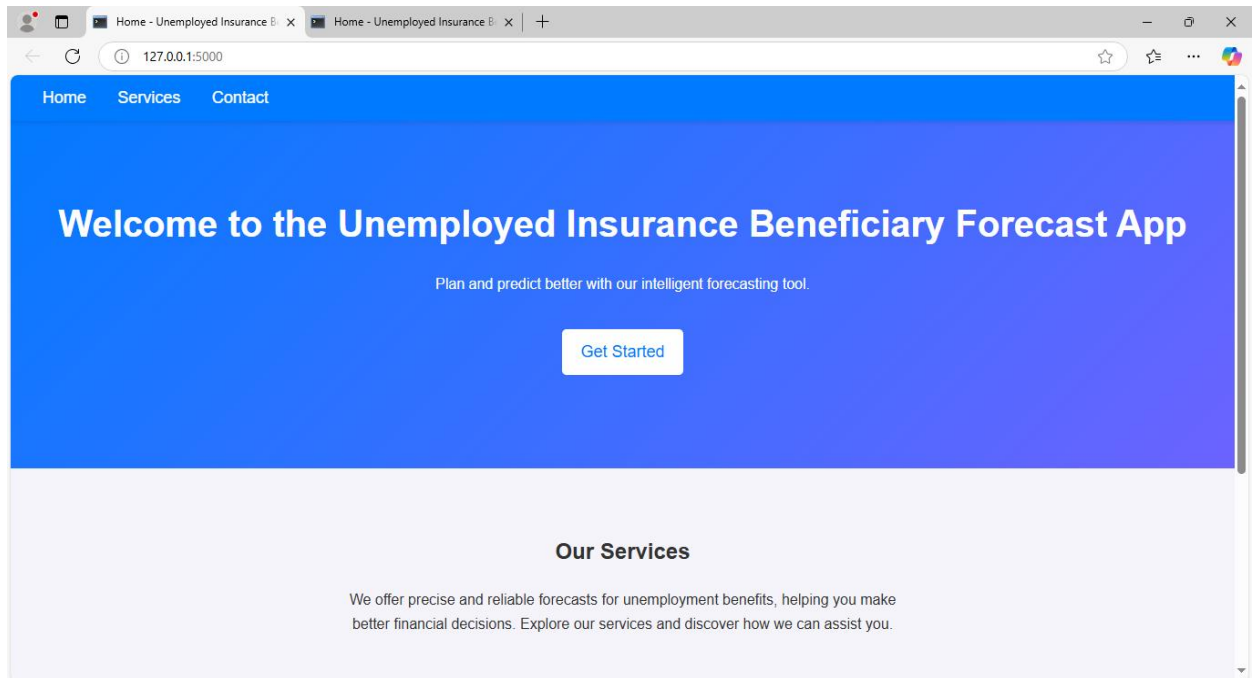 Home - Unemployed Insurance B
Home - Unemployed Insurance B
127.0.0.1:5000
Home Services Contact
Welcome to the Unemployed Insurance Beneficiary Forecast App
Plan and predict better with our intelligent forecasting tool.
Get Started
Our Services
We offer precise and reliable forecasts for unemployment benefits, helping you make
better financial decisions. Explore our services and discover how we can assist you.